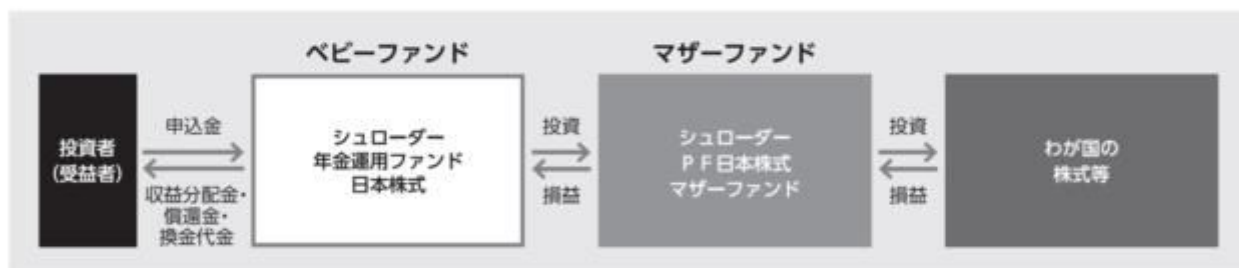 ベビーファンド
マザーファンド
投資者
(受益者)
申込金
収益分配金・
償還金・
換金代金
シュローダー
年金運用ファンド
日本株式
投資
損益
シュローダー
PF日本株式
マザーファンド
投資
損益
わが国の
株式等